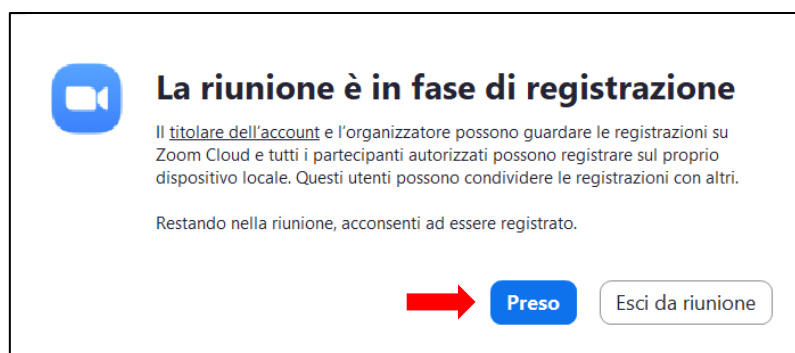 La riunione è in fase di registrazione
Il titolare dell'account e l'organizzatore possono guardare le registrazioni su
Zoom Cloud e tutti i partecipanti autorizzati possono registrare sul proprio
dispositivo locale. Questi utenti possono condividere le registrazioni con altri.
Restando nella riunione, acconsenti ad essere registrato.
Preso
Esci da riunione